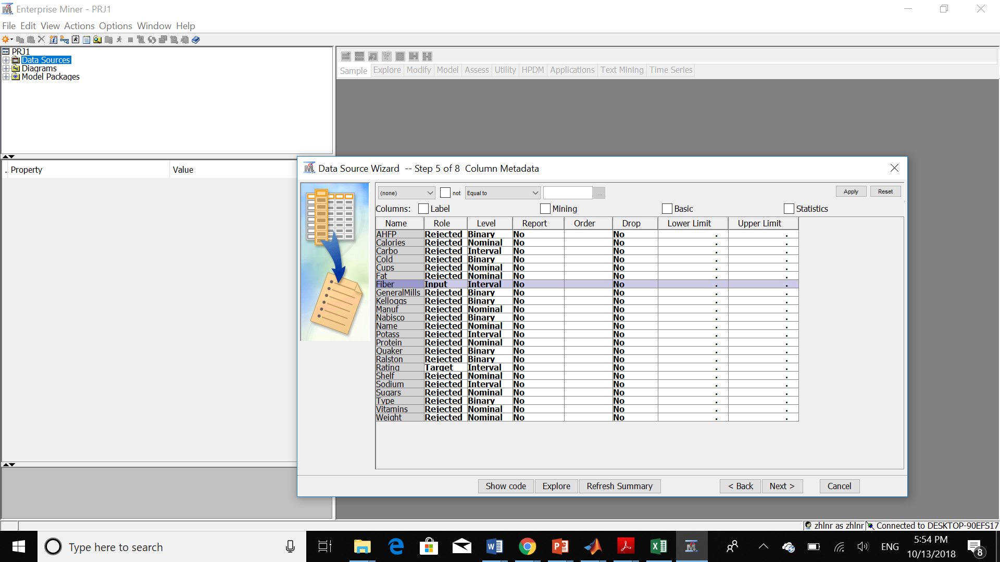 Enterprise Miner - PRJ1
File Edit View Actions Options Window Help
PRJ1
Data Sources
Diagrams
Model Packages
Sample Explore Modify Model Assess Utility HPDM Applications Text Mining Time Series
. Property Value
Data Source Wizard -- Step 5 of 8 Column Metadata
(none) not Equal to ... Apply Reset
Columns: Label Mining Basic Statistics
Name Role Level Report Order Drop Lower Limit Upper Limit
AHFP Rejected Binary No No . .
Calories Rejected Nominal No No . .
Carbo Rejected Interval No No . .
Cold Rejected Binary No No . .
Cups Rejected Nominal No No . .
Fat Rejected Nominal No No . .
Fiber Input Interval No No . .
GeneralMills Rejected Binary No No . .
Kelloggs Rejected Binary No No . .
Manuf Rejected Nominal No No . .
Nabisco Rejected Binary No No . .
Name Rejected Nominal No No . .
Potass Rejected Interval No No . .
Protein Rejected Nominal No No . .
Quaker Rejected Binary No No . .
Ralston Rejected Binary No No . .
Rating Target Interval No No . .
Shelf Rejected Nominal No No . .
Sodium Rejected Interval No No . .
Sugars Rejected Nominal No No . .
Type Rejected Binary No No . .
Vitamins Rejected Nominal No No . .
Weight Rejected Nominal No No . .
Show code Explore Refresh Summary < Back Next > Cancel
zhlnr as zhlnr Connected to DESKTOP-90EFS17
Type here to search
ENG
5:54 PM
10/13/2018
8